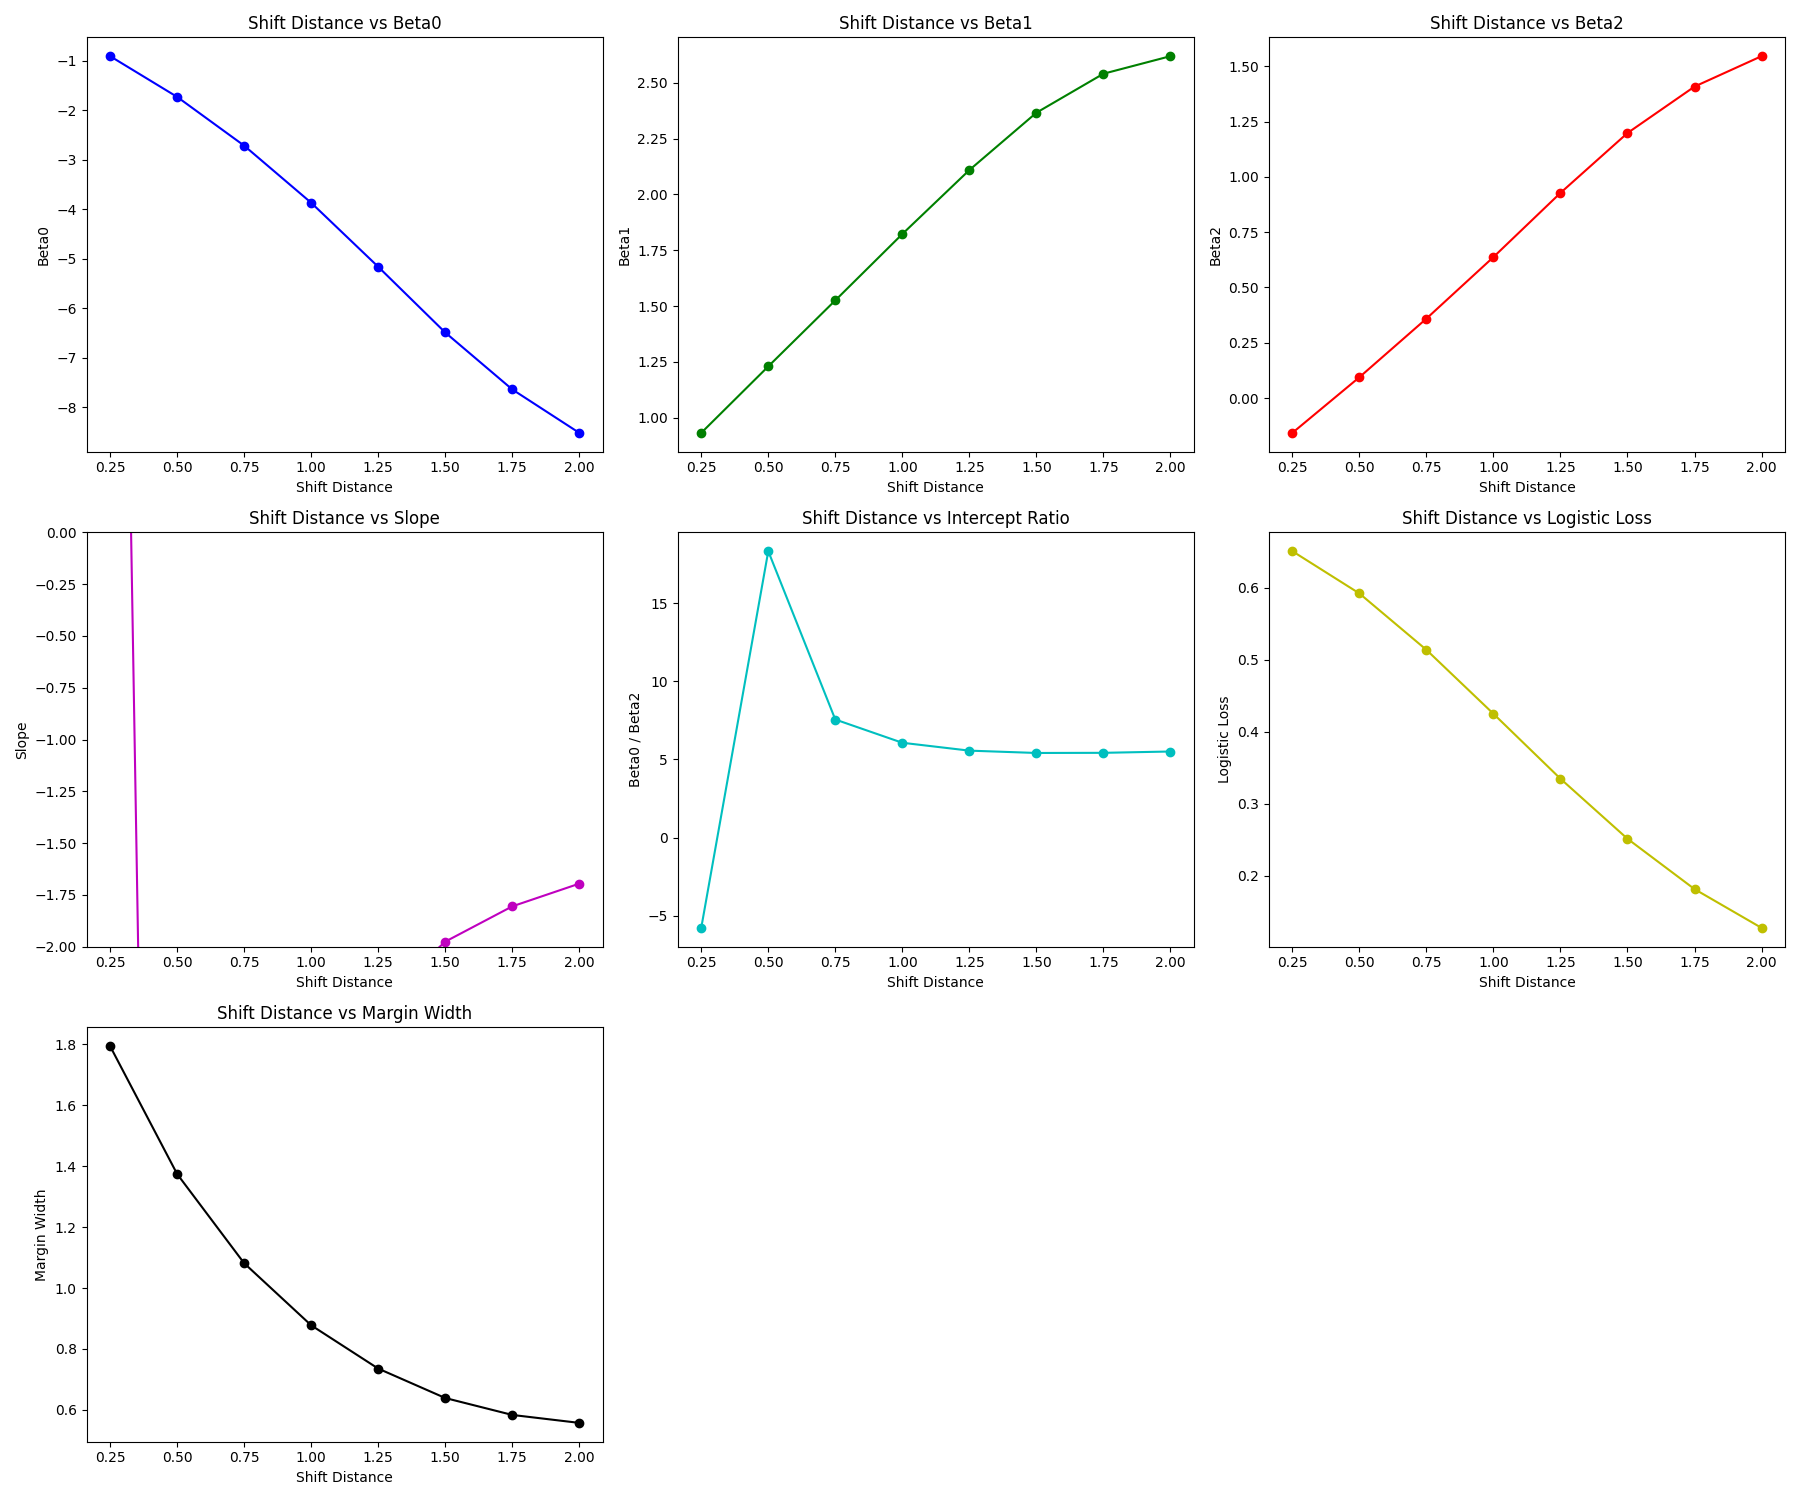 Shift Distance vs Beta0
Beta0
−1
−2
−3
−4
−5
−6
−7
−8
0.25 0.50 0.75 1.00 1.25 1.50 1.75 2.00
Shift Distance
Shift Distance vs Beta1
Beta1
2.50
2.25
2.00
1.75
1.50
1.25
1.00
0.25 0.50 0.75 1.00 1.25 1.50 1.75 2.00
Shift Distance
Shift Distance vs Beta2
Beta2
1.50
1.25
1.00
0.75
0.50
0.25
0.00
0.25 0.50 0.75 1.00 1.25 1.50 1.75 2.00
Shift Distance
Shift Distance vs Slope
Slope
0.00
−0.25
−0.50
−0.75
−1.00
−1.25
−1.50
−1.75
−2.00
0.25 0.50 0.75 1.00 1.25 1.50 1.75 2.00
Shift Distance
Shift Distance vs Intercept Ratio
Beta0 / Beta2
15
10
5
0
−5
0.25 0.50 0.75 1.00 1.25 1.50 1.75 2.00
Shift Distance
Shift Distance vs Logistic Loss
Logistic Loss
0.6
0.5
0.4
0.3
0.2
0.25 0.50 0.75 1.00 1.25 1.50 1.75 2.00
Shift Distance
Shift Distance vs Margin Width
Margin Width
1.8
1.6
1.4
1.2
1.0
0.8
0.6
0.25 0.50 0.75 1.00 1.25 1.50 1.75 2.00
Shift Distance